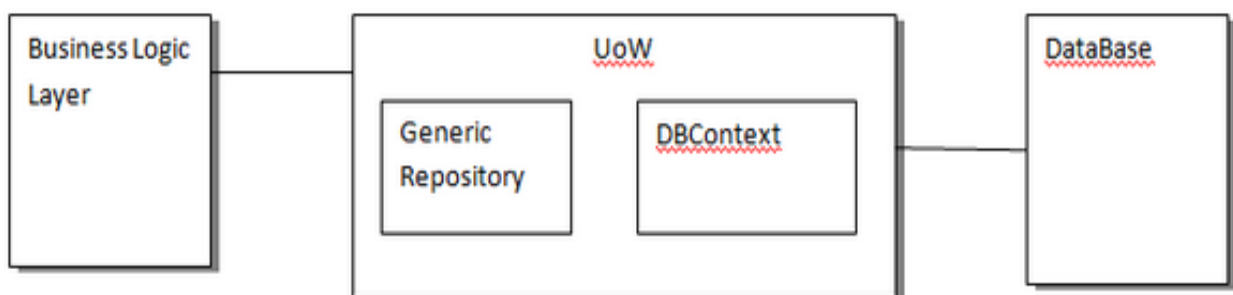 Business Logic
Layer
UoW
Generic
Repository
DBContext
DataBase